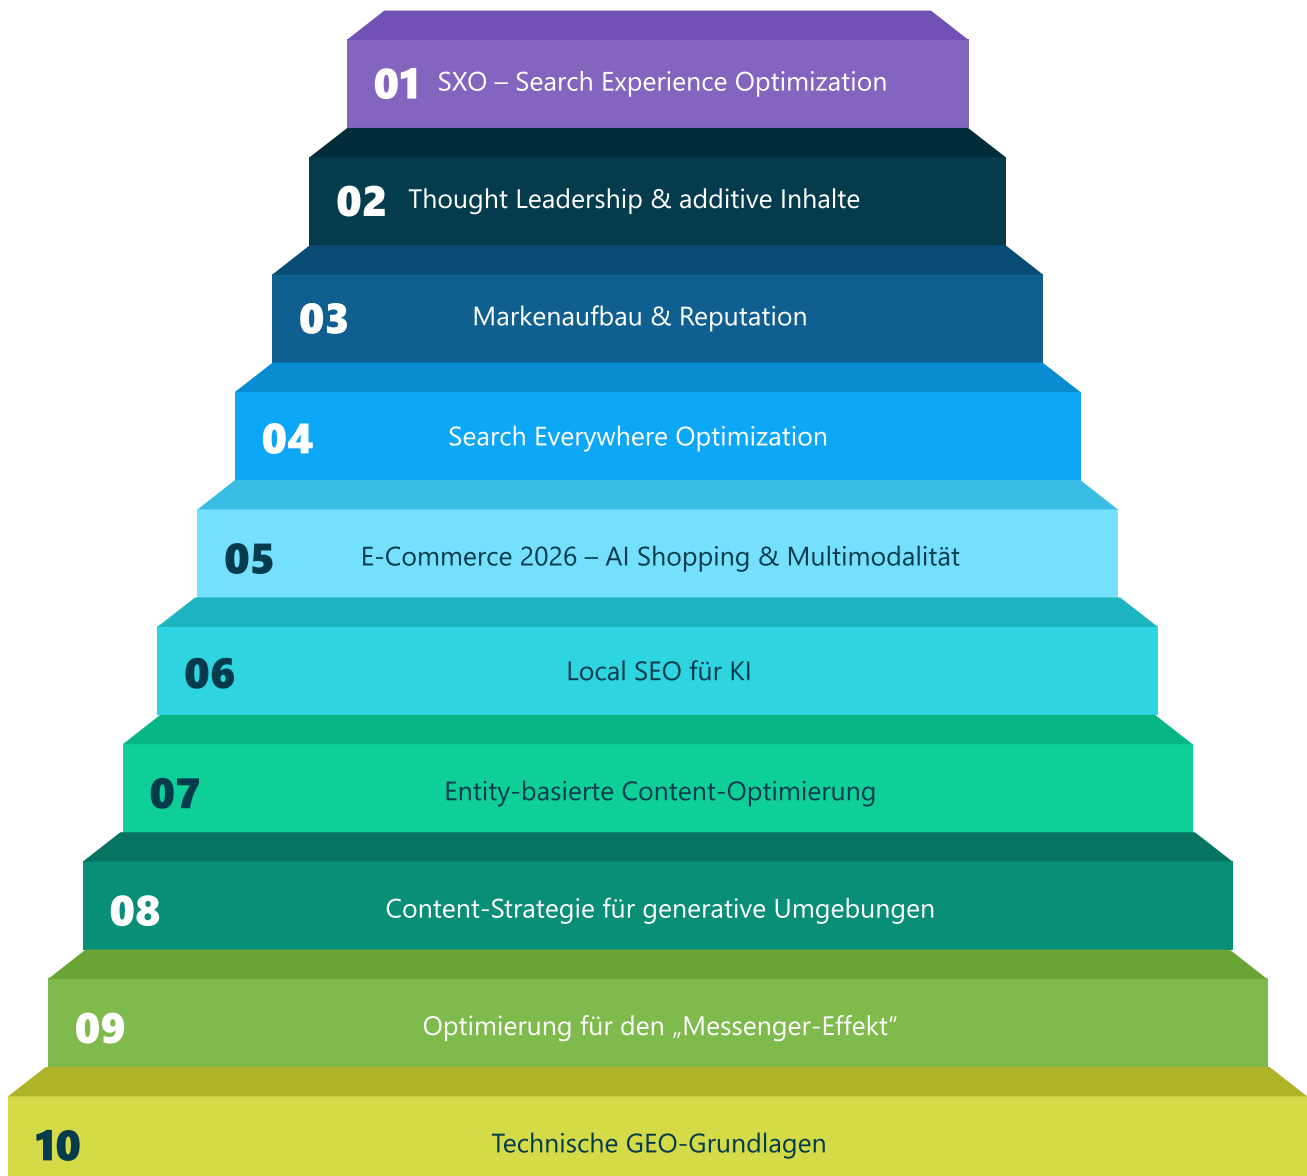 01 SXO – Search Experience Optimization
02 Thought Leadership & additive Inhalte
03 Markenaufbau & Reputation
04 Search Everywhere Optimization
05 E-Commerce 2026 – AI Shopping & Multimodalität
06 Local SEO für KI
07 Entity-basierte Content-Optimierung
08 Content-Strategie für generative Umgebungen
09 Optimierung für den „Messenger-Effekt“
10 Technische GEO-Grundlagen